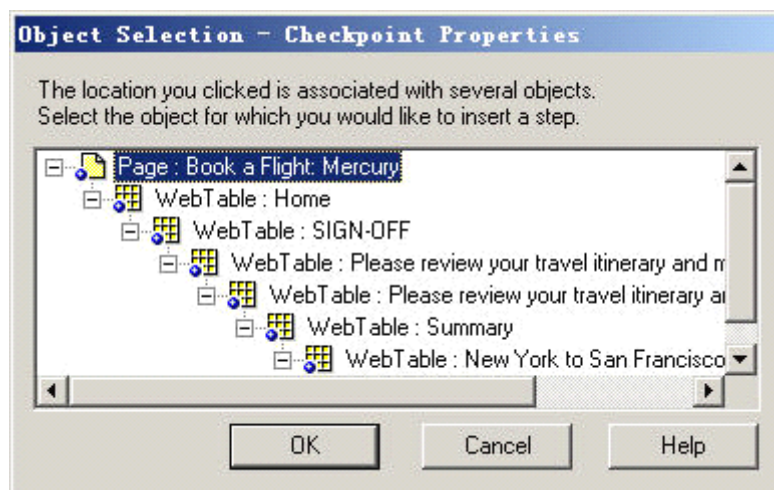 Object Selection - Checkpoint Properties
The location you clicked is associated with several objects.
Select the object for which you would like to insert a step.
Page : Book a Flight: Mercury
WebTable : Home
WebTable : SIGN-OFF
WebTable : Please review your travel itinerary and
WebTable : Please review your travel itinerary
WebTable : Summary
WebTable : New York to San Francisco
OK Cancel Help